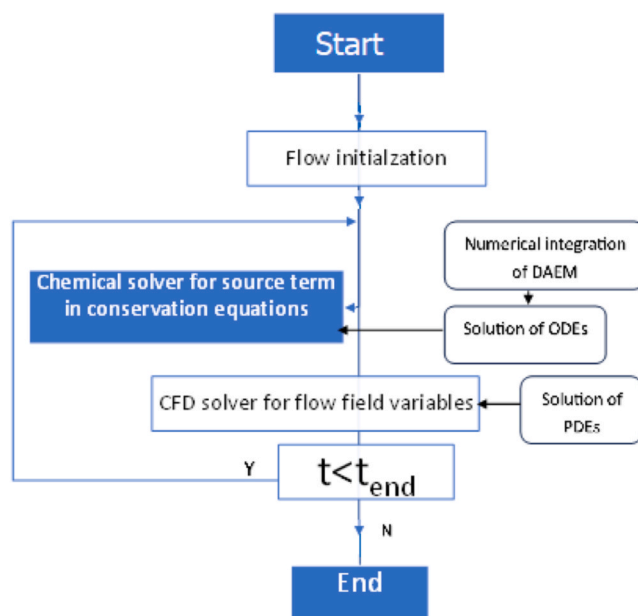 Start
Flow initialzation
Numerical integration
of DAEM
Chemical solver for source term
in conservation equations
Solution of ODEs
CFD solver for flow field variables
Solution of
PDEs
Y
t<t_end
N
End